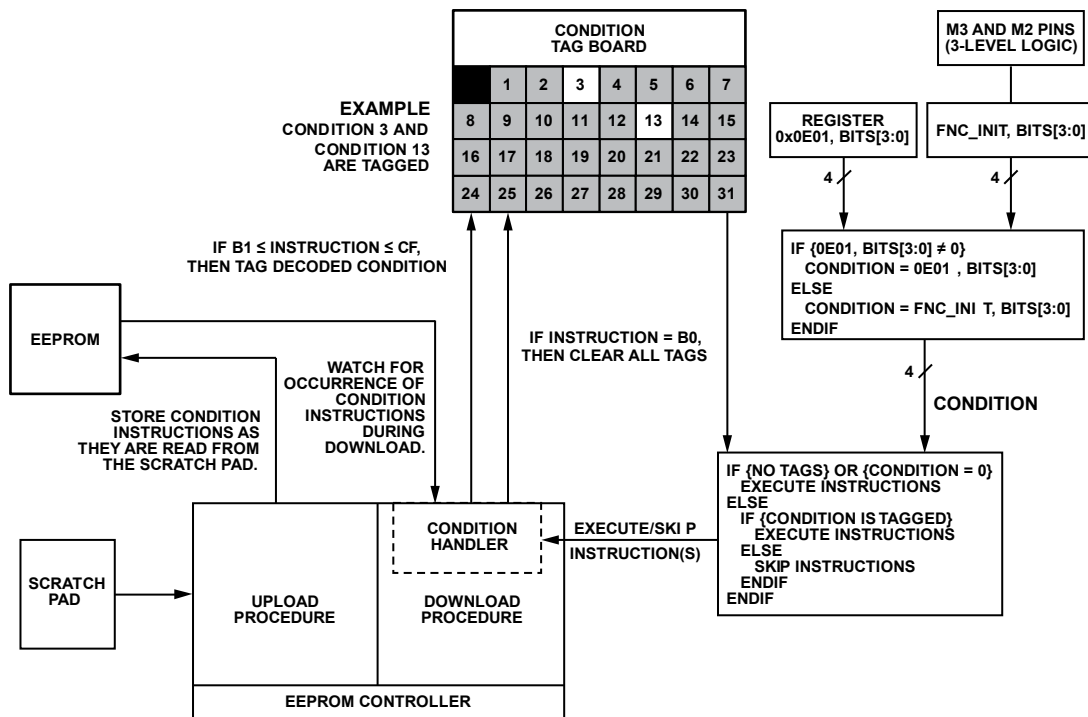 CONDITION
TAG BOARD
1 2 3 4 5 6 7
8 9 10 11 12 13 14 15
16 17 18 19 20 21 22 23
24 25 26 27 28 29 30 31
EXAMPLE
CONDITION 3 AND
CONDITION 13
ARE TAGGED
M3 AND M2 PINS
(3-LEVEL LOGIC)
REGISTER
0x0E01, BITS[3:0]
FNC_INIT, BITS[3:0]
4
4
IF {0E01, BITS[3:0] ≠ 0}
CONDITION = 0E01 , BITS[3:0]
ELSE
CONDITION = FNC_INI T, BITS[3:0]
ENDIF
4
CONDITION
IF B1 ≤ INSTRUCTION ≤ CF,
THEN TAG DECODED CONDITION
IF INSTRUCTION = B0,
THEN CLEAR ALL TAGS
EEPROM
WATCH FOR
OCCURRENCE OF
CONDITION
INSTRUCTIONS
DURING
DOWNLOAD.
STORE CONDITION
INSTRUCTIONS AS
THEY ARE READ FROM
THE SCRATCH PAD.
IF {NO TAGS} OR {CONDITION = 0}
EXECUTE INSTRUCTIONS
ELSE
IF {CONDITION IS TAGGED}
EXECUTE INSTRUCTIONS
ELSE
SKIP INSTRUCTIONS
ENDIF
ENDIF
EXECUTE/SKI P
INSTRUCTION(S)
CONDITION
HANDLER
SCRATCH
PAD
UPLOAD
PROCEDURE
DOWNLOAD
PROCEDURE
EEPROM CONTROLLER